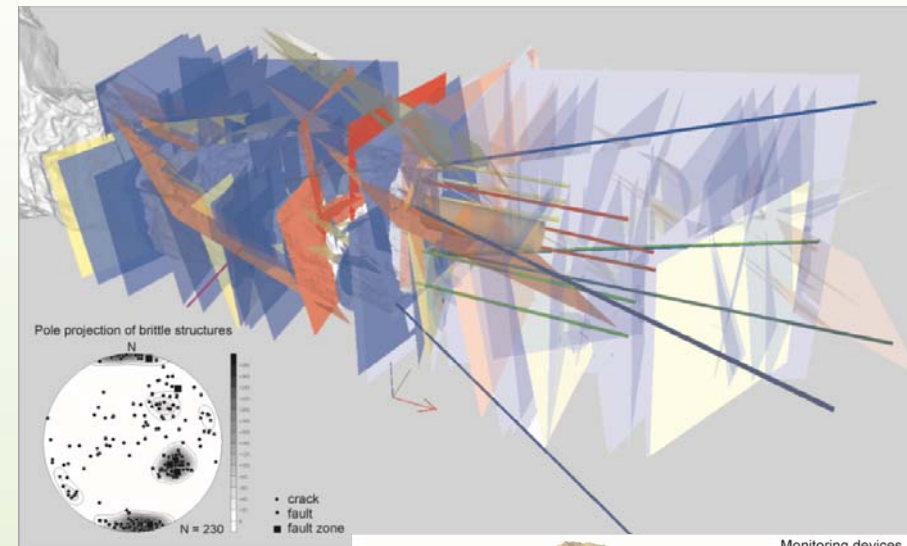 Pole projection of brittle structures
N
• crack
• fault
■ fault zone
N = 230
Monitoring devices